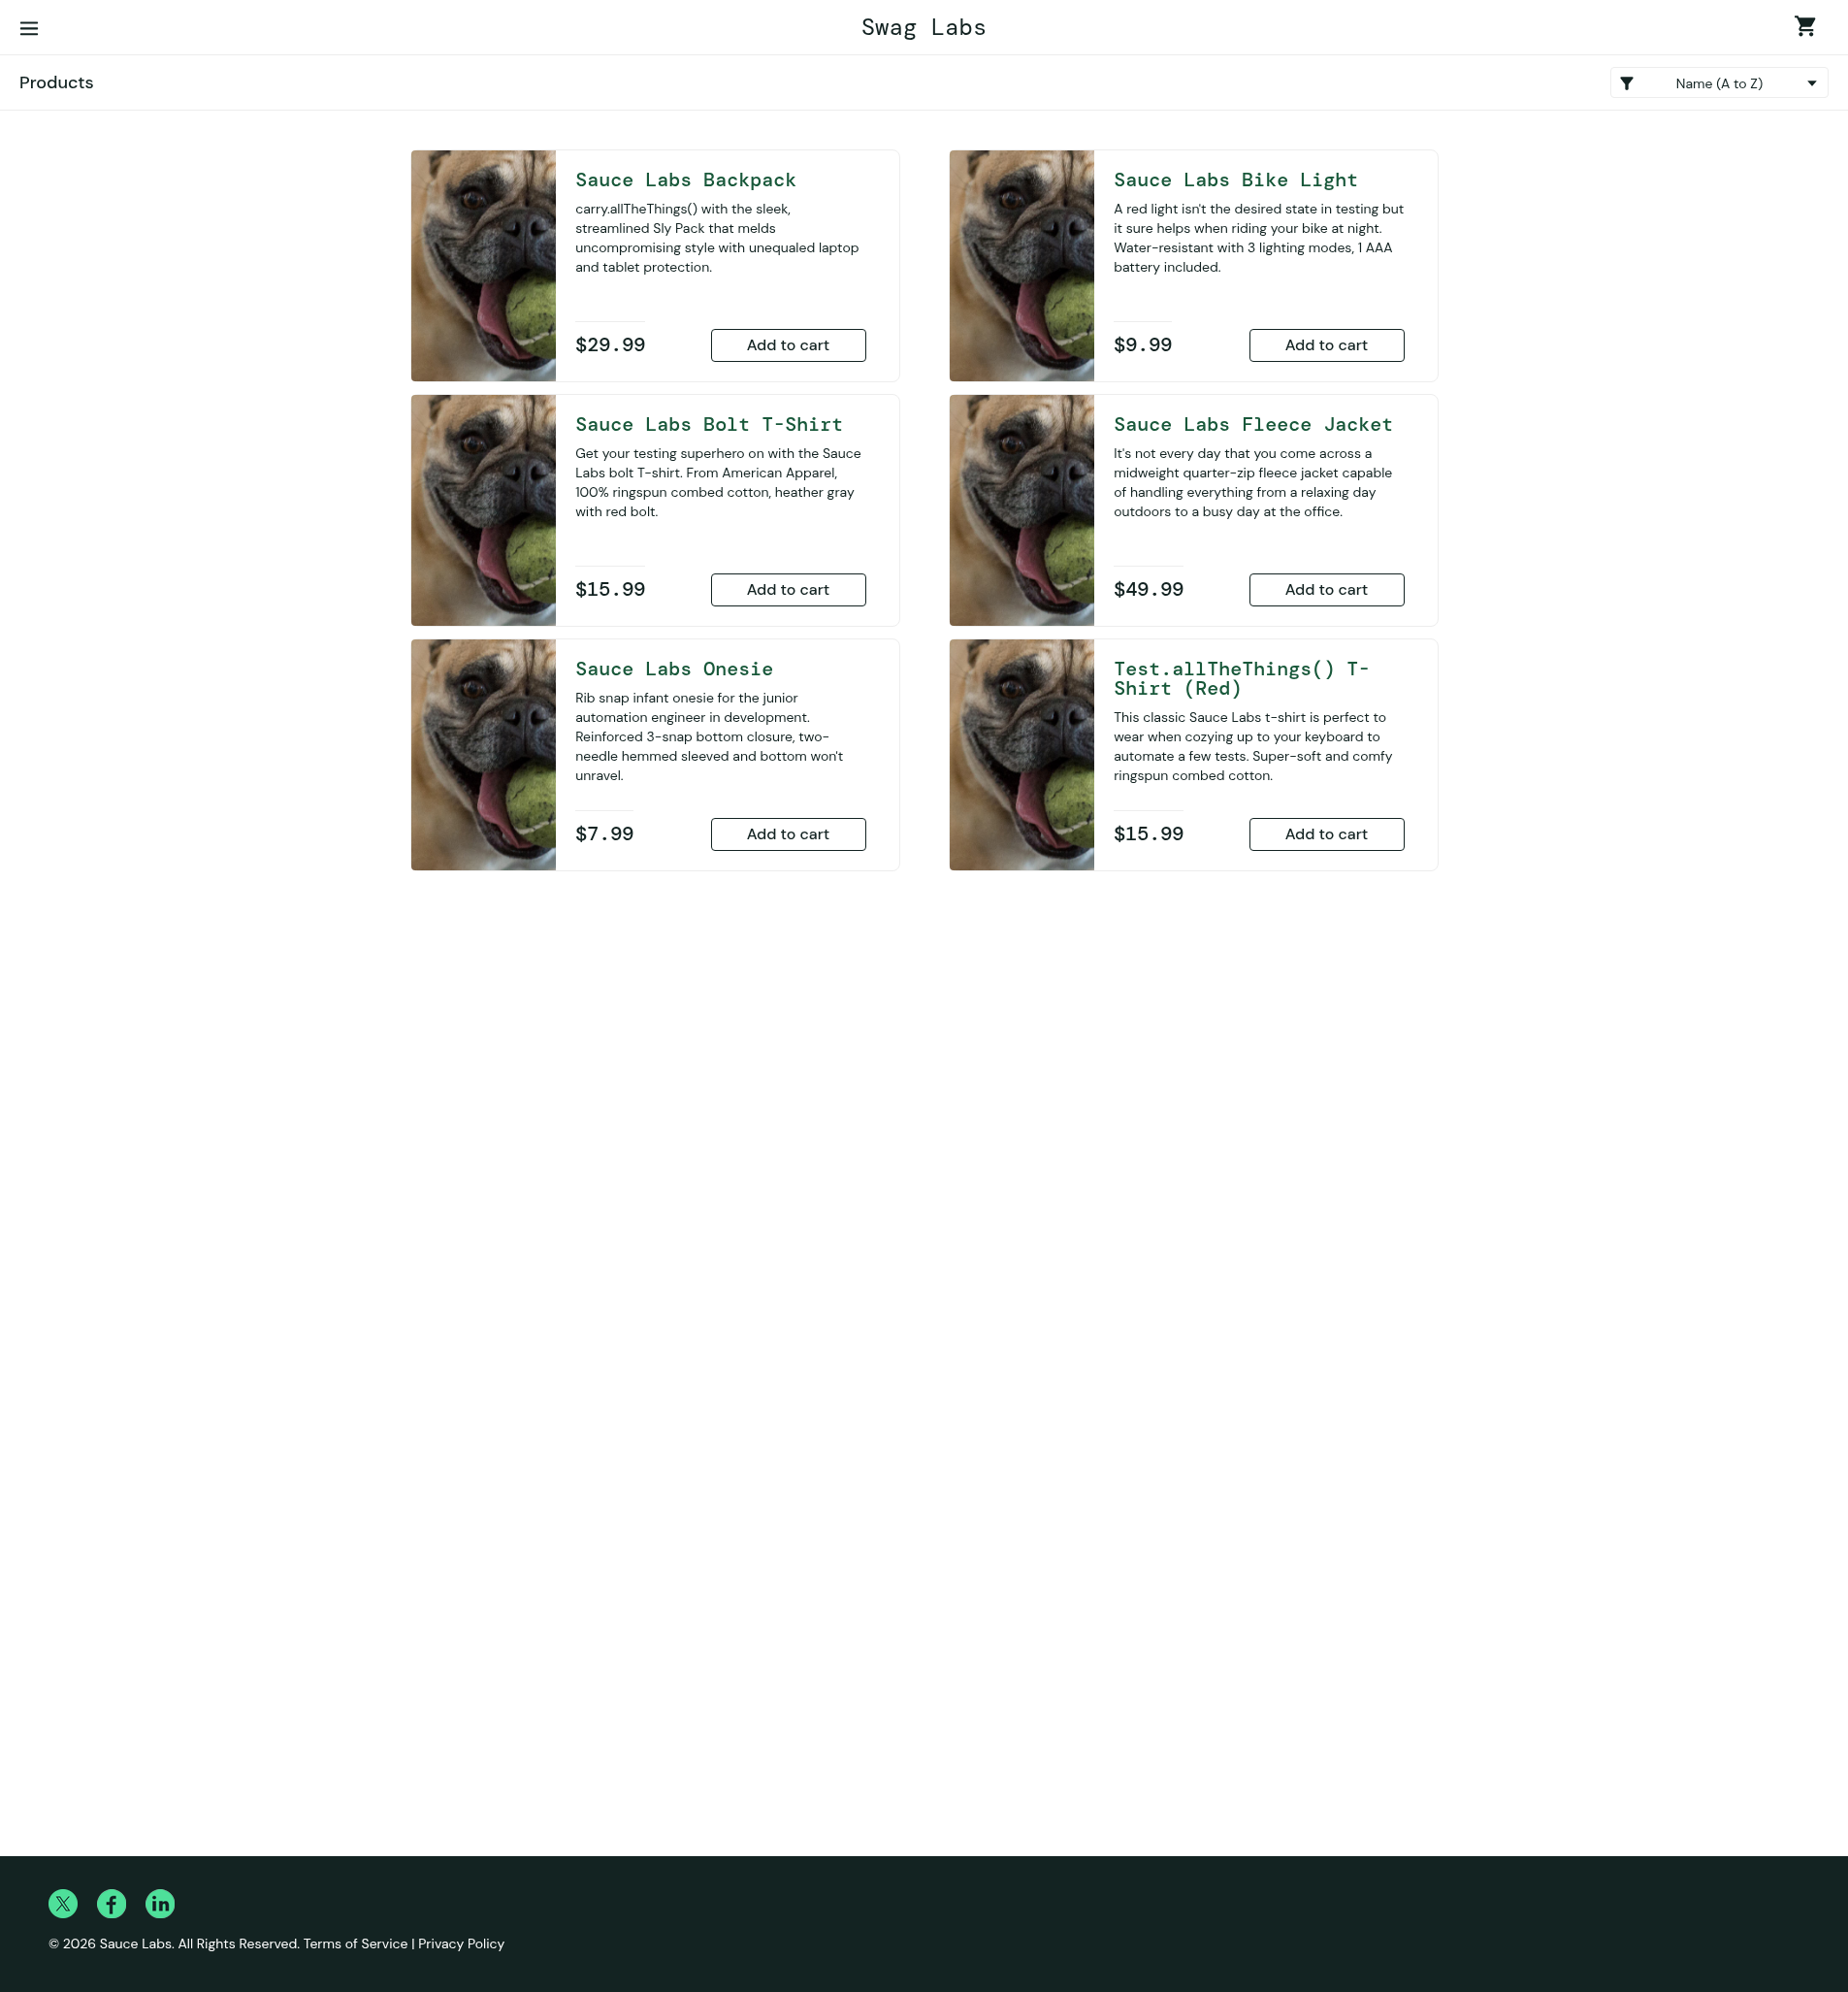 Swag Labs
Products
Name (A to Z)
Sauce Labs Backpack
carry.allTheThings() with the sleek,
streamlined Sly Pack that melds
uncompromising style with unequaled laptop
and tablet protection.
$29.99
Add to cart
Sauce Labs Bike Light
A red light isn't the desired state in testing but
it sure helps when riding your bike at night.
Water-resistant with 3 lighting modes, 1 AAA
battery included.
$9.99
Add to cart
Sauce Labs Bolt T-Shirt
Get your testing superhero on with the Sauce
Labs bolt T-shirt. From American Apparel,
100% ringspun combed cotton, heather gray
with red bolt.
$15.99
Add to cart
Sauce Labs Fleece Jacket
It's not every day that you come across a
midweight quarter-zip fleece jacket capable
of handling everything from a relaxing day
outdoors to a busy day at the office.
$49.99
Add to cart
Sauce Labs Onesie
Rib snap infant onesie for the junior
automation engineer in development.
Reinforced 3-snap bottom closure, two-
needle hemmed sleeved and bottom won't
unravel.
$7.99
Add to cart
Test.allTheThings() T-
Shirt (Red)
This classic Sauce Labs t-shirt is perfect to
wear when cozying up to your keyboard to
automate a few tests. Super-soft and comfy
ringspun combed cotton.
$15.99
Add to cart
© 2026 Sauce Labs. All Rights Reserved. Terms of Service | Privacy Policy